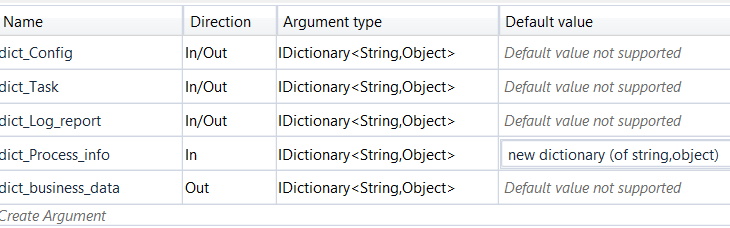 Name Direction Argument type Default value
dict_Config In/Out IDictionary<String,Object> Default value not supported
dict_Task In/Out IDictionary<String,Object> Default value not supported
dict_Log_report In/Out IDictionary<String,Object> Default value not supported
dict_Process_info In IDictionary<String,Object> new dictionary (of string,object)
dict_business_data Out IDictionary<String,Object> Default value not supported
Create Argument